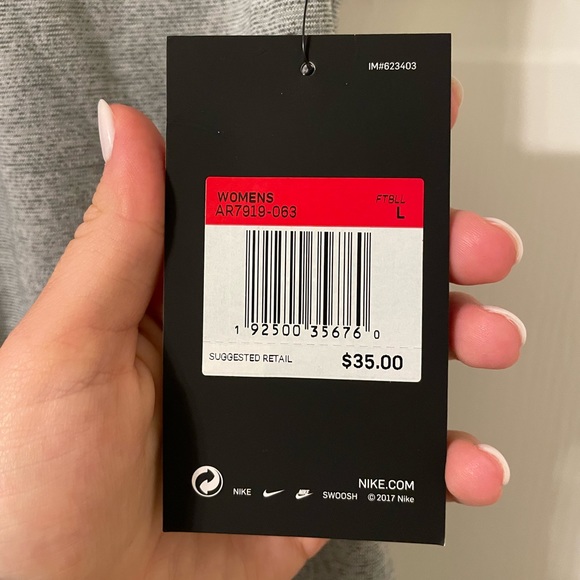 IM#623403
WOMENS FTBLL
AR7919-063 L
1 92500 35676 0
SUGGESTED RETAIL $35.00
NIKE.COM
NIKE SWOOSH © 2017 Nike